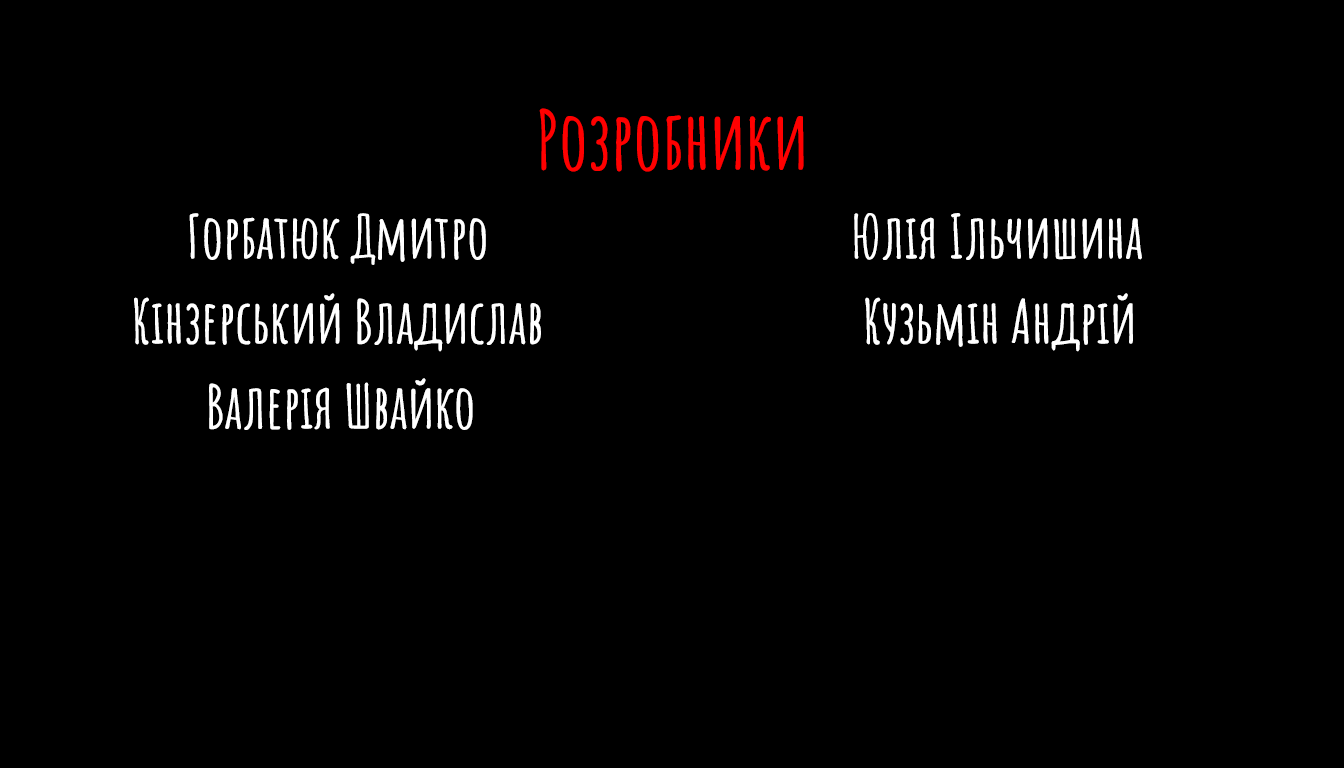 Розробники
Горбатюк Дмитро
Кінзерський Владислав
Валерія Швайко
Юлія Ільчишина
Кузьмін Андрій